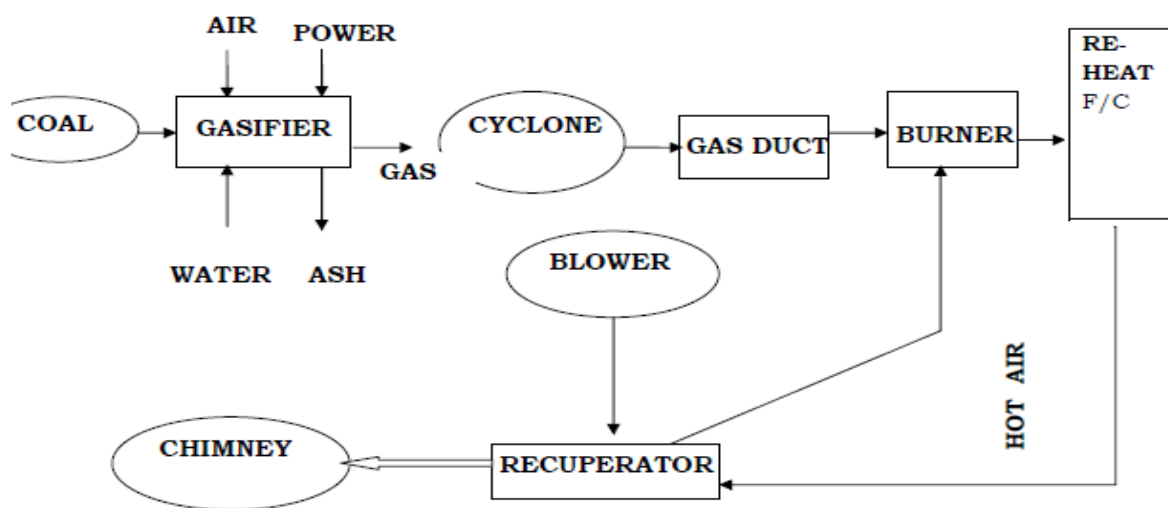 AIR
POWER
RE-
HEAT
F/C
COAL
GASIFIER
CYCLONE
GAS DUCT
BURNER
GAS
WATER
ASH
BLOWER
HOT AIR
CHIMNEY
RECUPERATOR